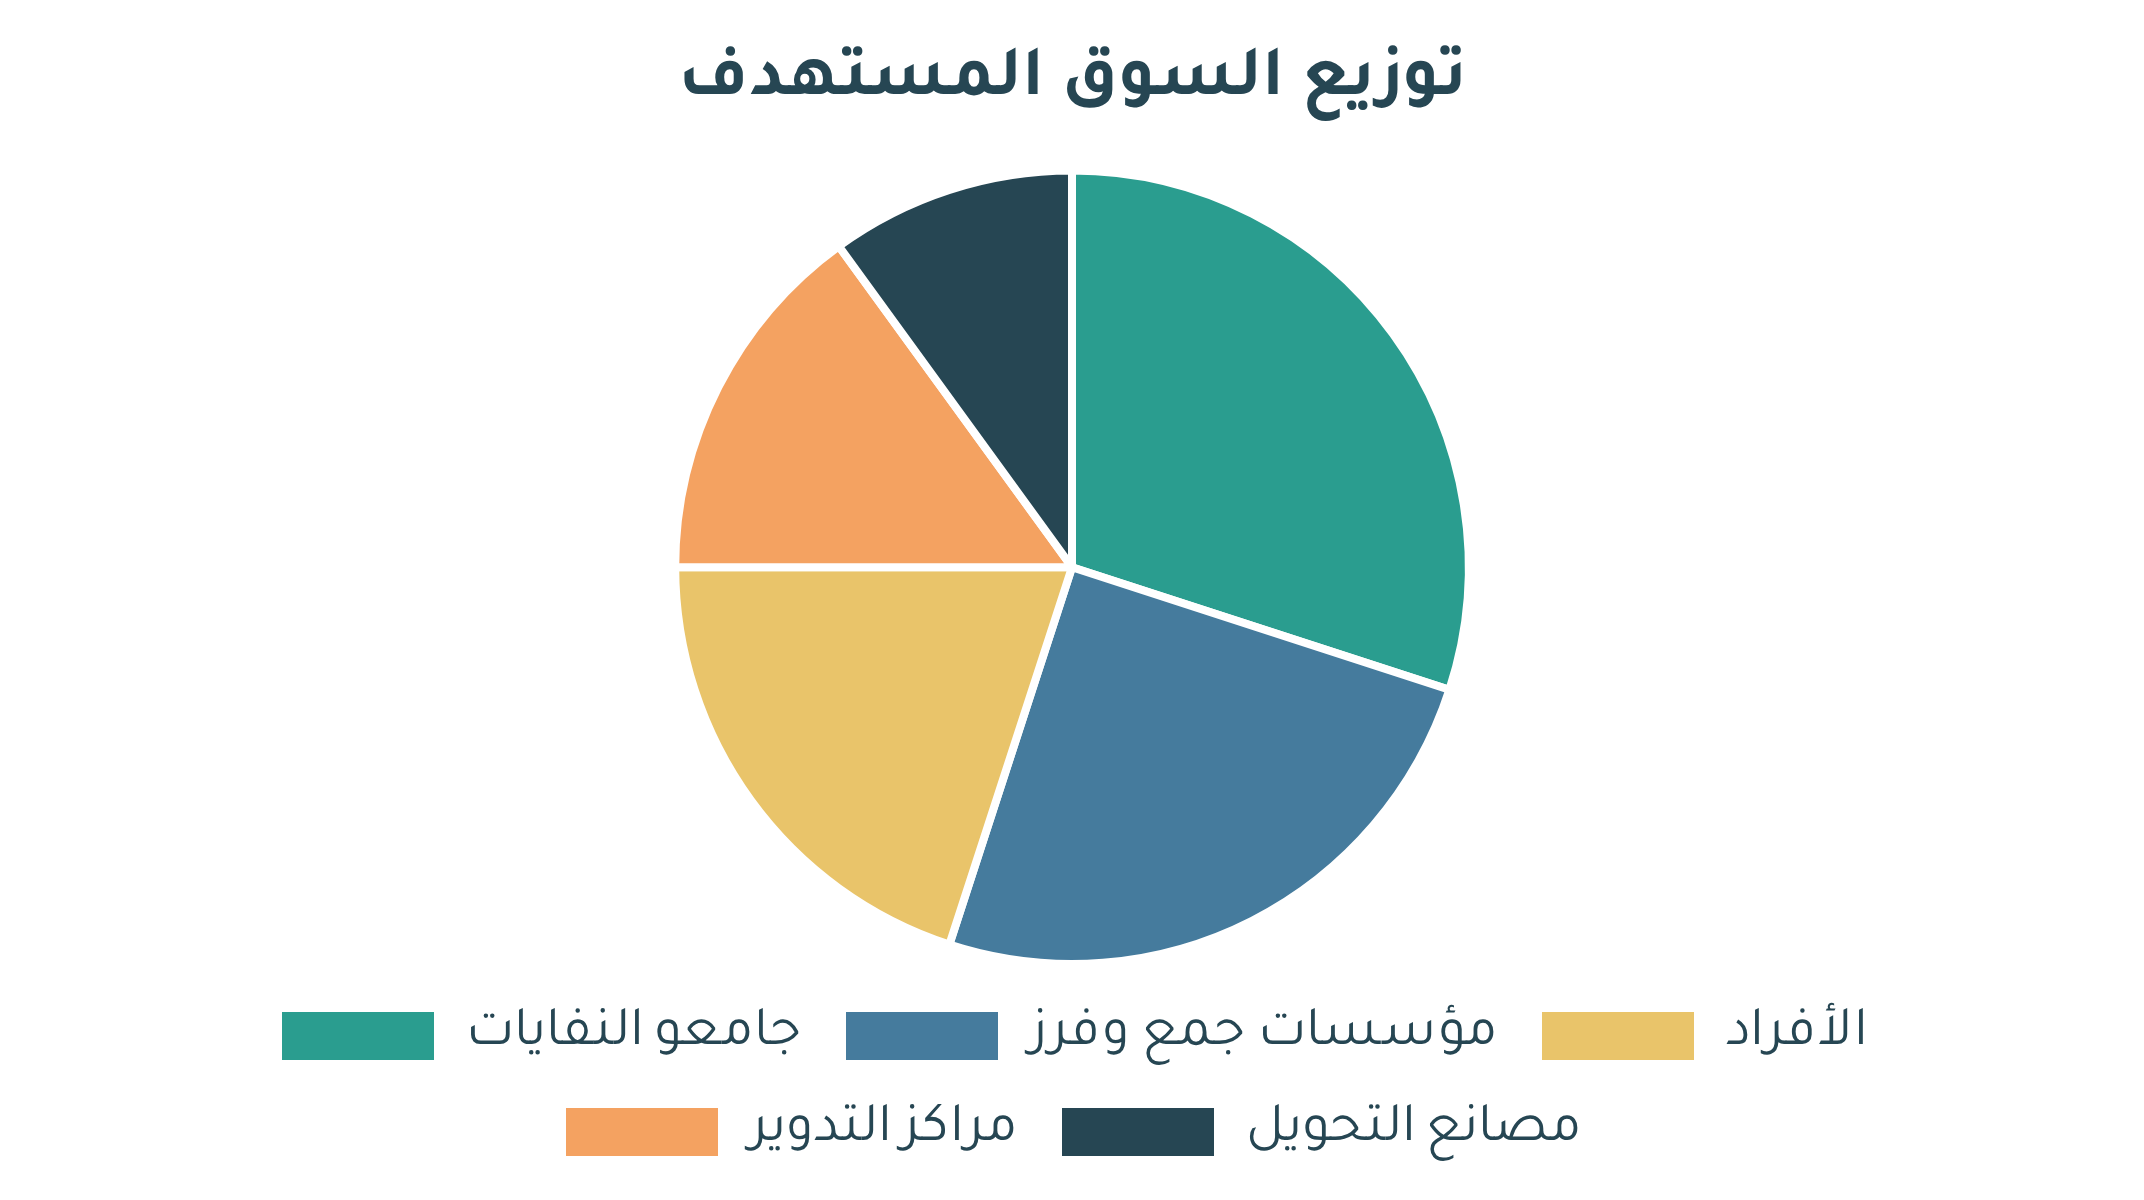 توزيع السوق المستهدف
جامعو النفايات مؤسسات جمع وفرز الأفراد
مراكز التدوير مصانع التحويل